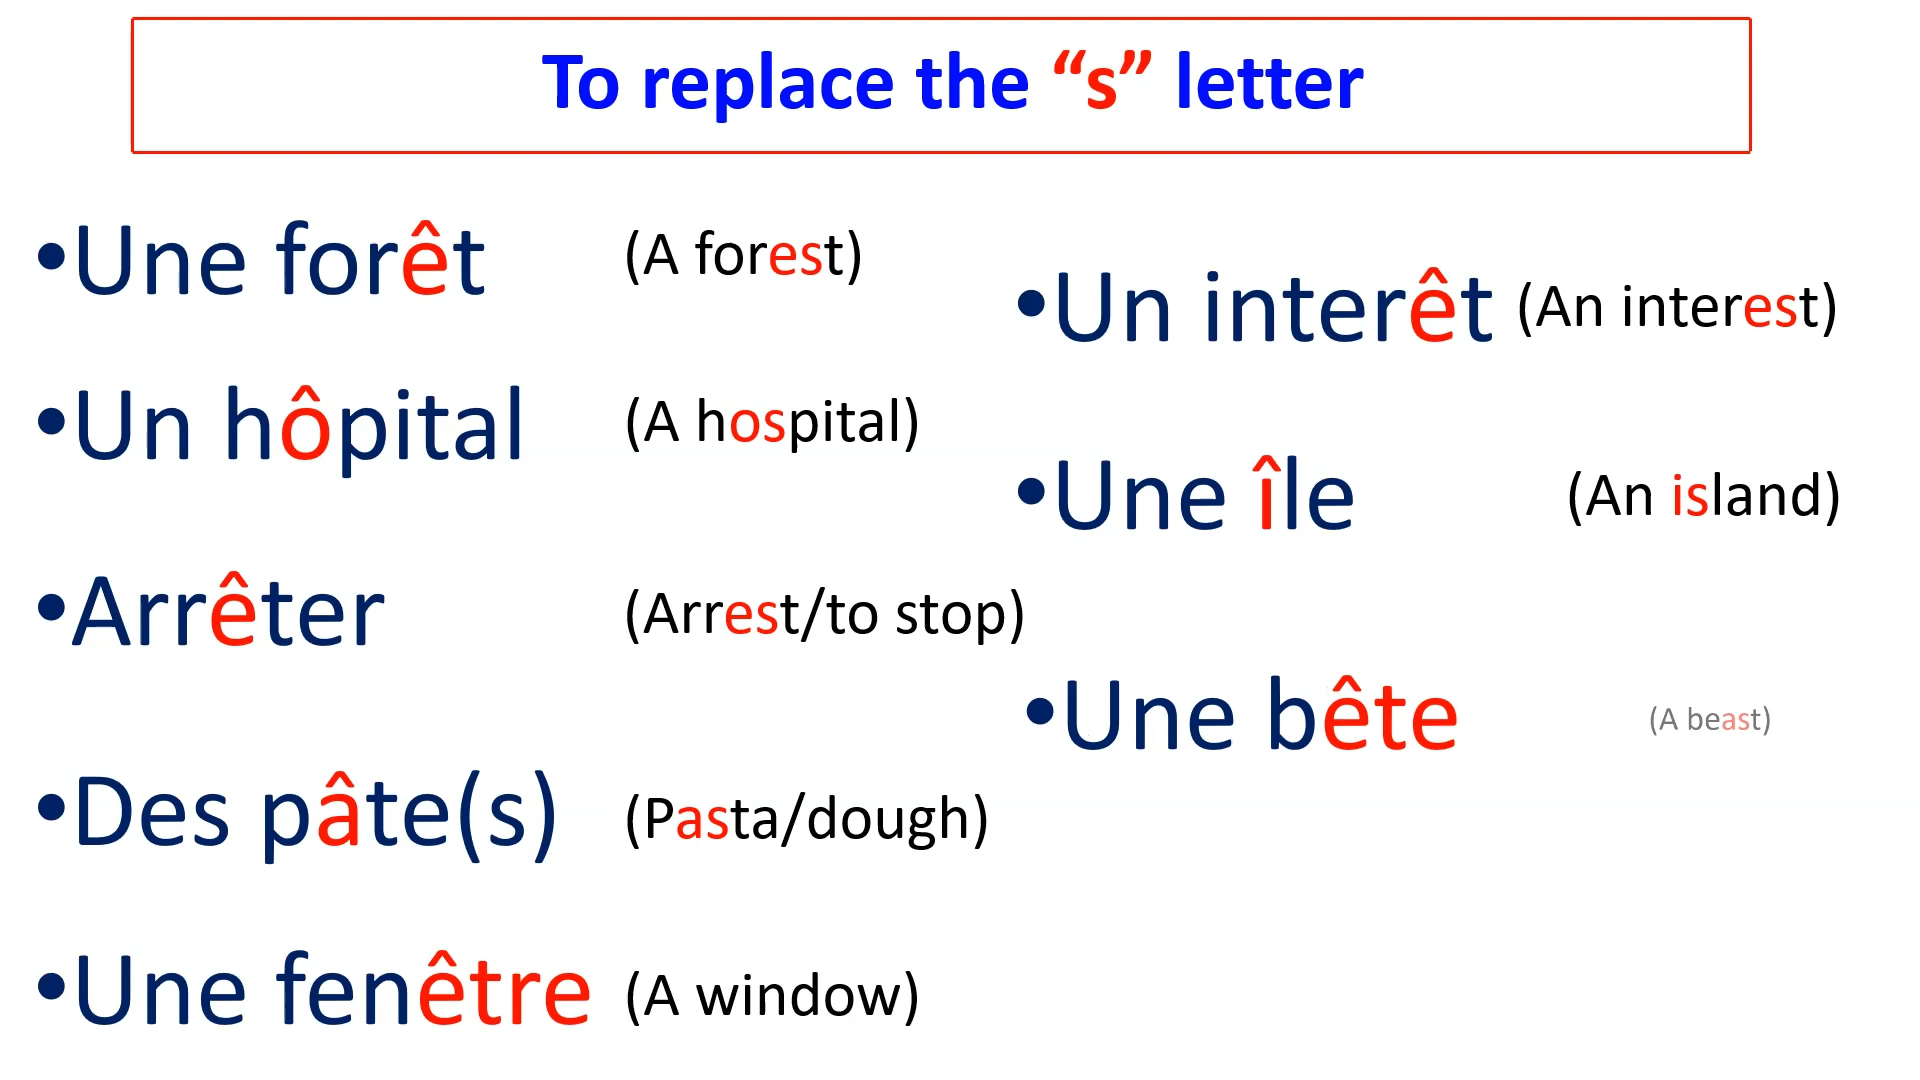 To replace the “s” letter
•Une forêt (A forest)
•Un hôpital (A hospital)
•Arrêter (Arrest/to stop)
•Des pâte(s) (Pasta/dough)
•Une fenêtre (A window)
•Un interêt (An interest)
•Une île (An island)
•Une bête (A beast)